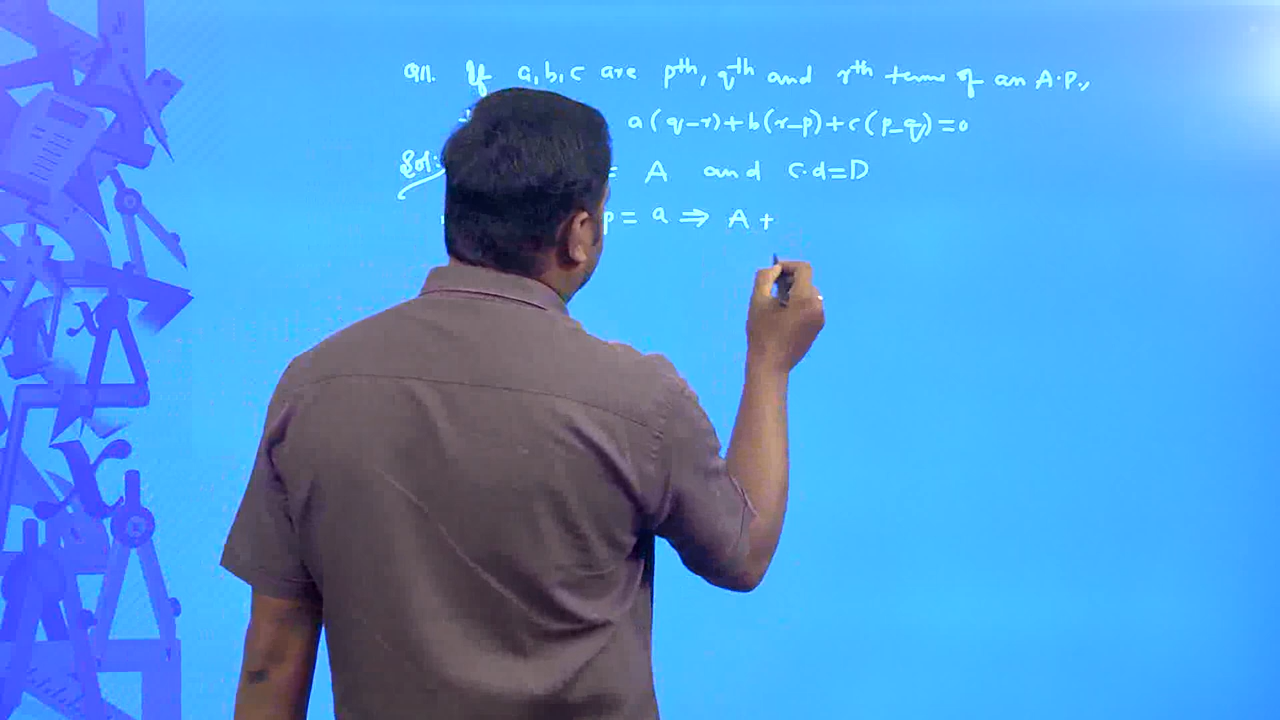 Q11. If a, b, c are pth, qth and rth terms of an A.P.,
a(q-r)+b(r-p)+c(p-q)=0
Sol: = A and c.d=D
p = a ⇒ A +